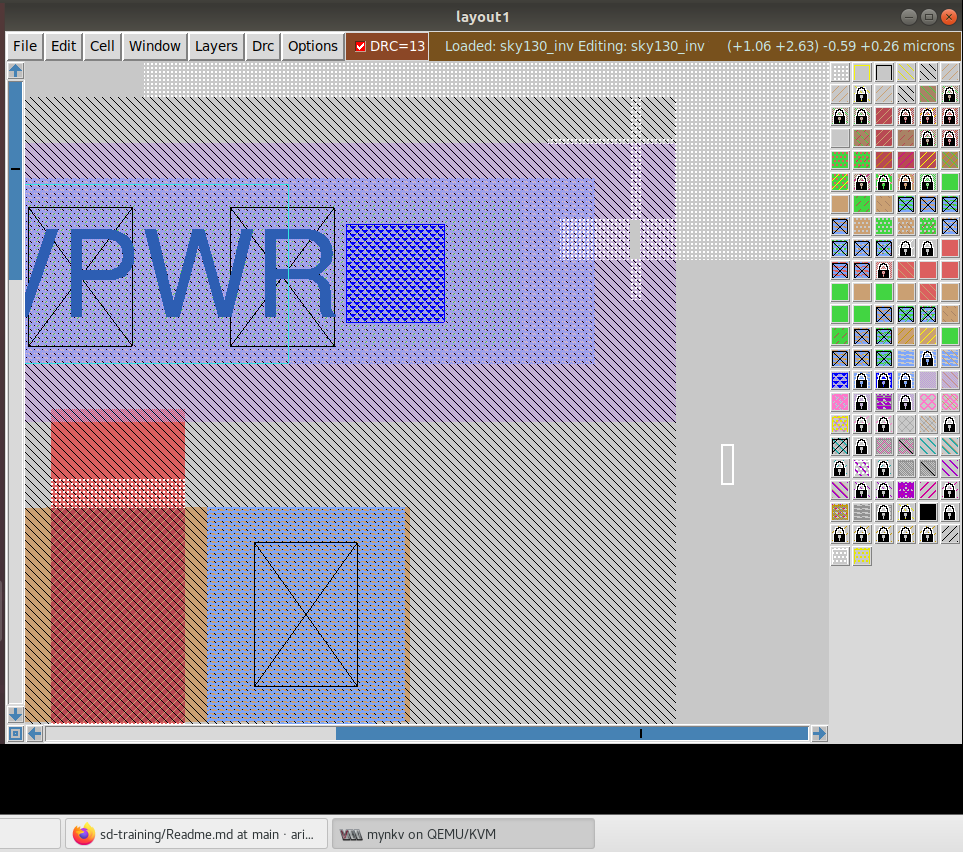 layout1
File Edit Cell Window Layers Drc Options DRC=13 Loaded: sky130_inv Editing: sky130_inv (+1.06 +2.63) -0.59 +0.26 microns
VPWR
sd-training/Readme.md at main · ari... mynkv on QEMU/KVM